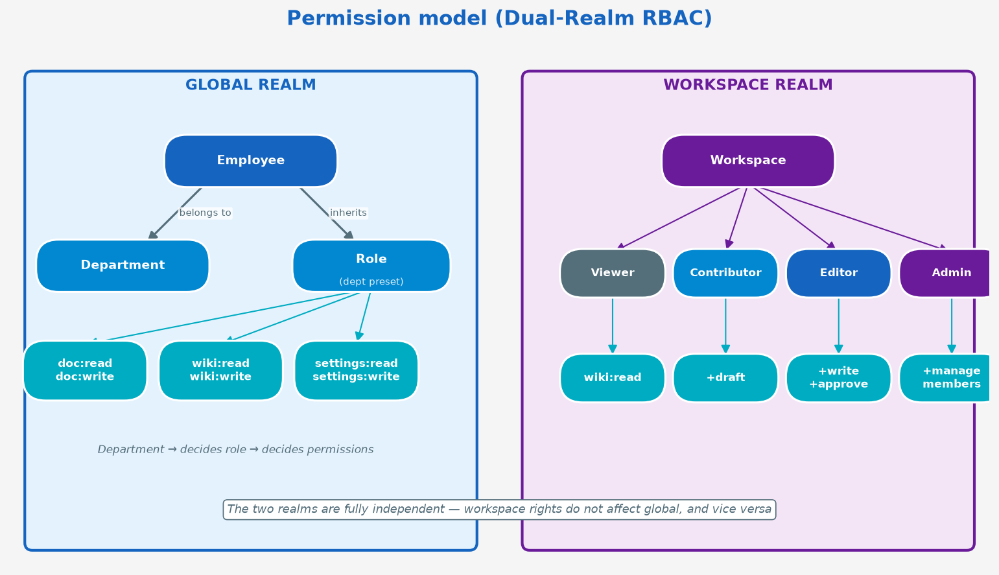 Permission model (Dual-Realm RBAC)
GLOBAL REALM
Employee
belongs to
inherits
Department
Role
(dept preset)
doc:read
doc:write
wiki:read
wiki:write
settings:read
settings:write
Department → decides role → decides permissions
WORKSPACE REALM
Workspace
Viewer
Contributor
Editor
Admin
wiki:read
+draft
+write
+approve
+manage
members
The two realms are fully independent — workspace rights do not affect global, and vice versa